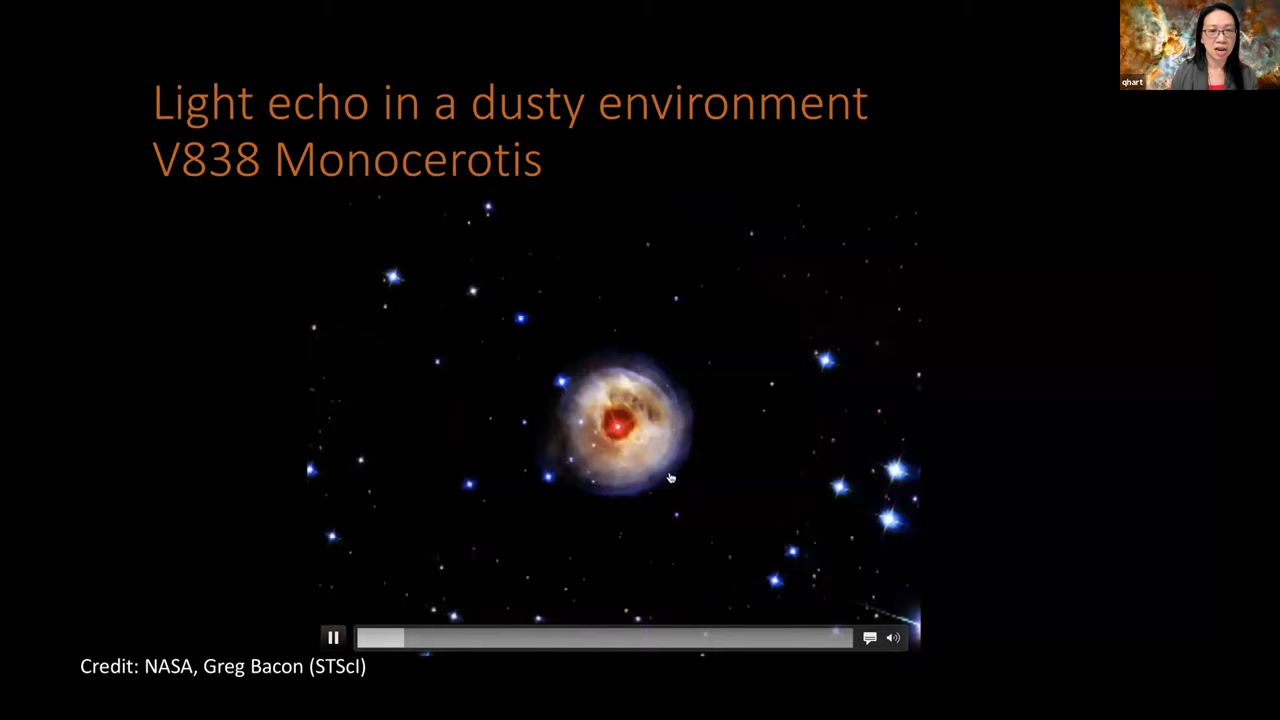 Light echo in a dusty environment
V838 Monocerotis
qhart
Credit: NASA, Greg Bacon (STScI)